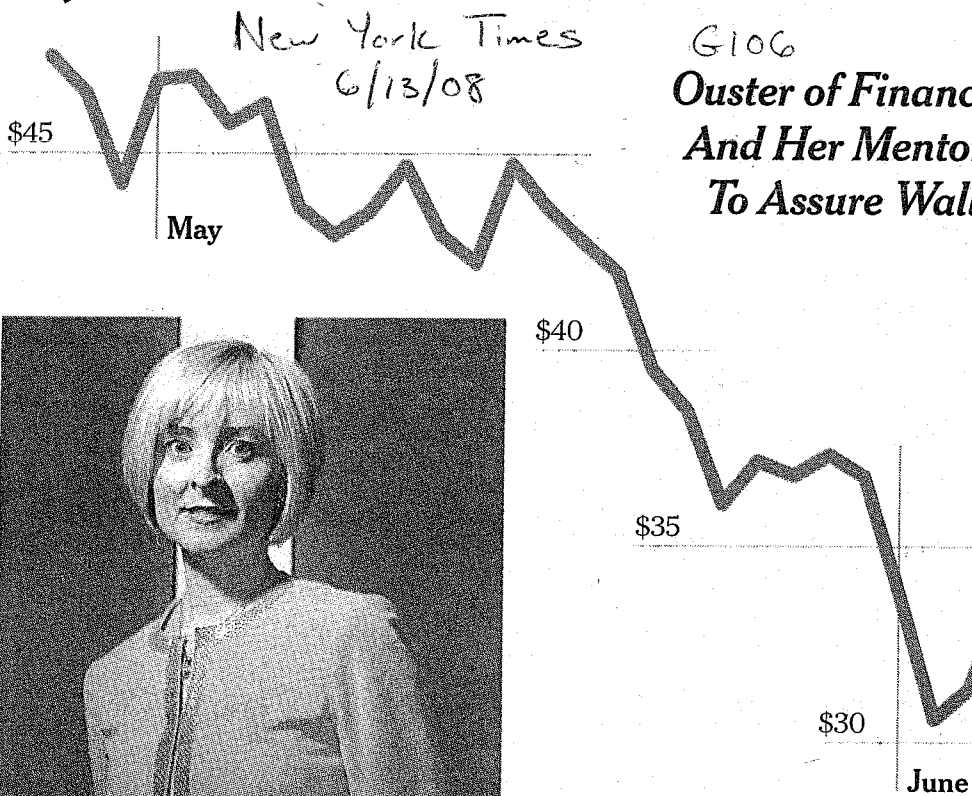 New York Times
6/13/08
G106
Ouster of Financ
And Her Mentor
To Assure Wall
$45
May
$40
$35
$30
June